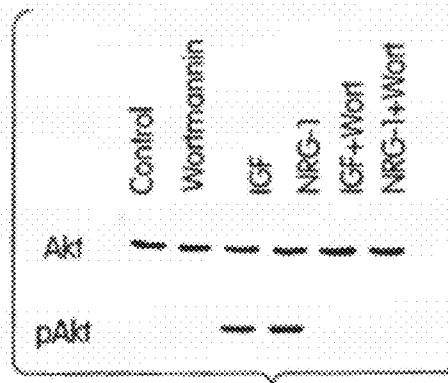 Control
Wortmannin
IGF
NRG-1
IGF+Wort
NRG-1+Wort
Akt
pAkt